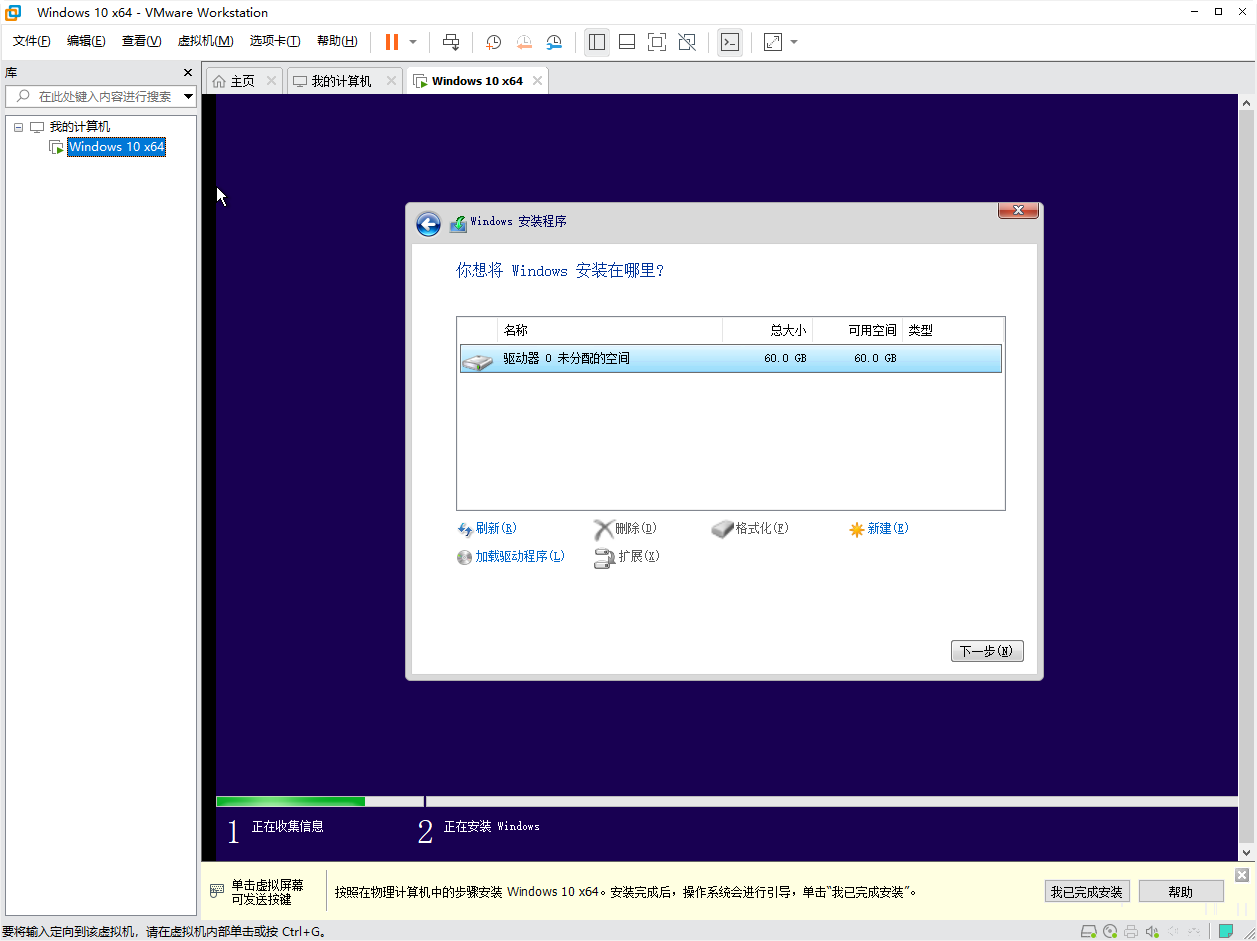 Windows 10 x64 - VMware Workstation
文件(F) 编辑(E) 查看(V) 虚拟机(M) 选项卡(T) 帮助(H)
库
主页 我的计算机 Windows 10 x64
在此处键入内容进行搜索
我的计算机
Windows 10 x64
Windows 安装程序
你想将 Windows 安装在哪里?
名称 总大小 可用空间 类型
驱动器 0 未分配的空间 60.0 GB 60.0 GB
刷新(R) 删除(D) 格式化(F) 新建(E)
加载驱动程序(L) 扩展(X)
下一步(N)
1 正在收集信息 2 正在安装 Windows
单击虚拟屏幕
可发送按键
按照在物理计算机中的步骤安装 Windows 10 x64。安装完成后，操作系统会进行引导，单击“我已完成安装”。
我已完成安装 帮助
要将输入定向到该虚拟机，请在虚拟机内部单击或按 Ctrl+G。